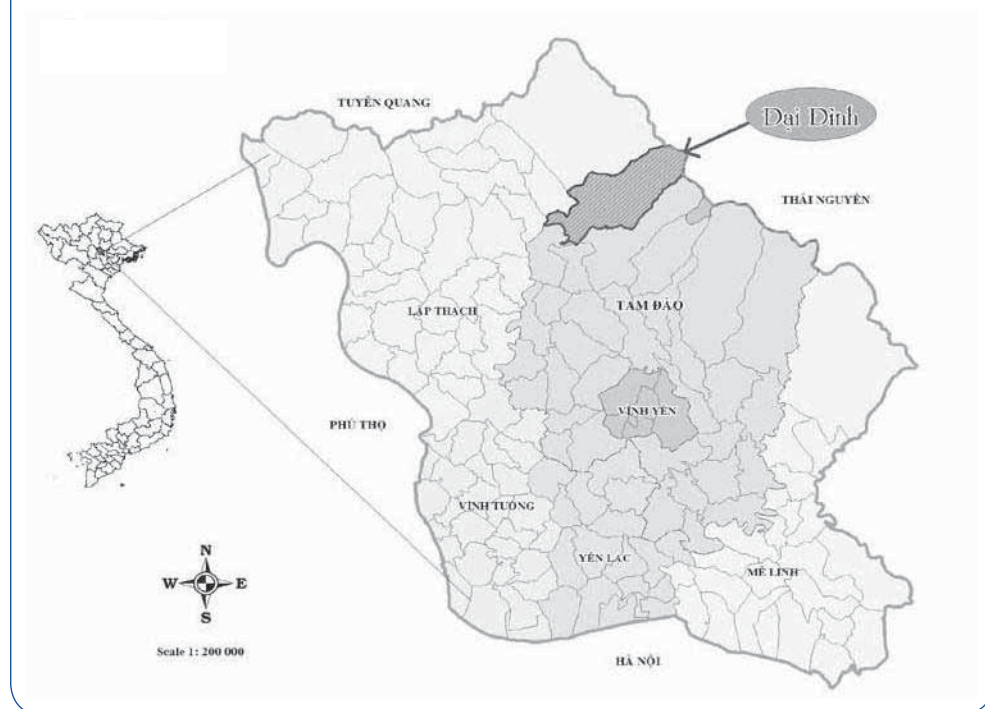 TUYÊN QUANG
Đại Đình
THÁI NGUYÊN
TAM ĐẢO
LẬP THẠCH
VĨNH YÊN
PHÚ THỌ
VĨNH TƯỜNG
YÊN LẠC
MÊ LINH
N
W E
S
Scale 1: 200 000
HÀ NỘI